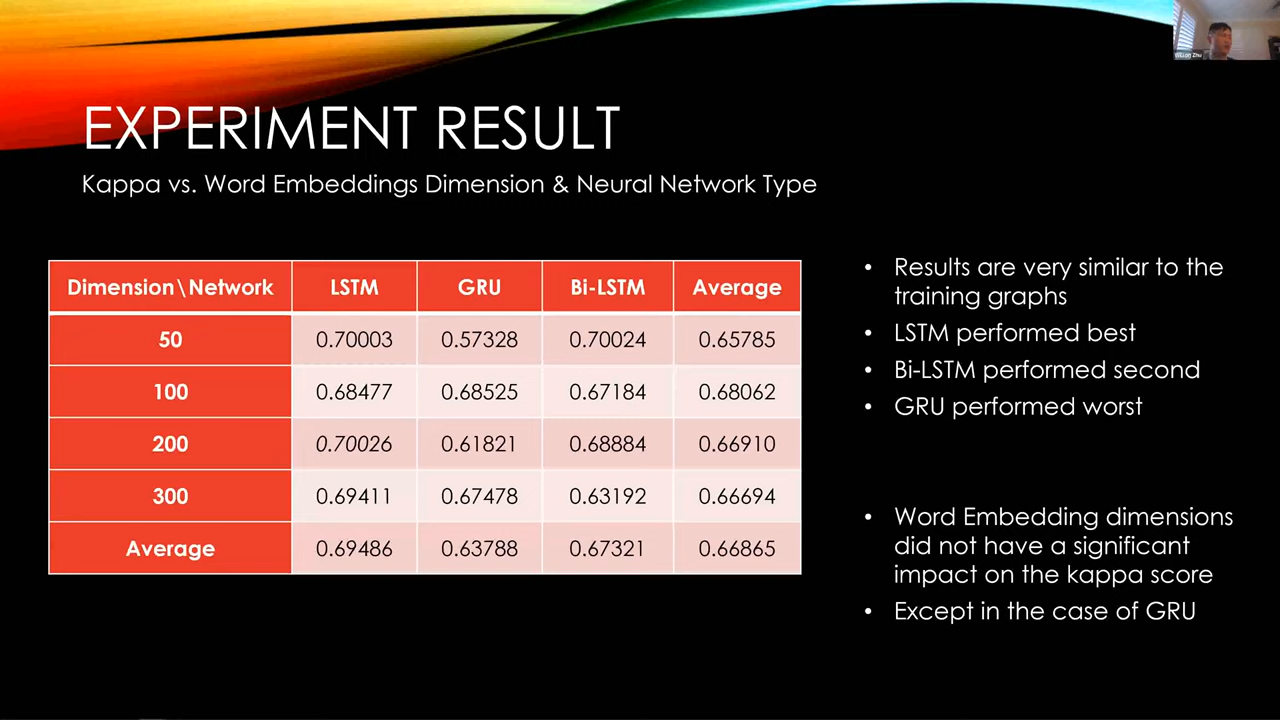 EXPERIMENT RESULT
Kappa vs. Word Embeddings Dimension & Neural Network Type
Dimension\Network LSTM GRU Bi-LSTM Average
50 0.70003 0.57328 0.70024 0.65785
100 0.68477 0.68525 0.67184 0.68062
200 0.70026 0.61821 0.68884 0.66910
300 0.69411 0.67478 0.63192 0.66694
Average 0.69486 0.63788 0.67321 0.66865
• Results are very similar to the
training graphs
• LSTM performed best
• Bi-LSTM performed second
• GRU performed worst
• Word Embedding dimensions
did not have a significant
impact on the kappa score
• Except in the case of GRU
Zhu